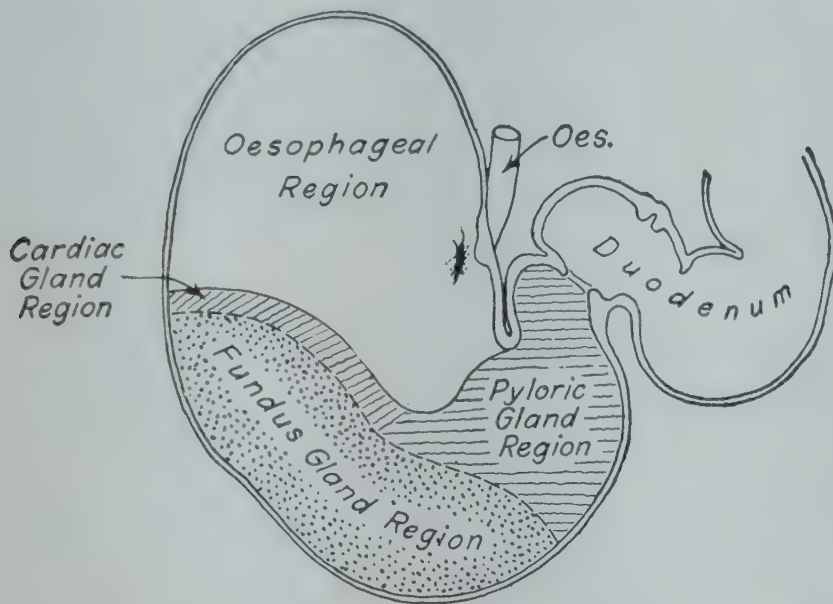 Oesophageal
Region
Oes.
Cardiac
Gland
Region
Duodenum
Fundus Gland Region
Pyloric
Gland
Region